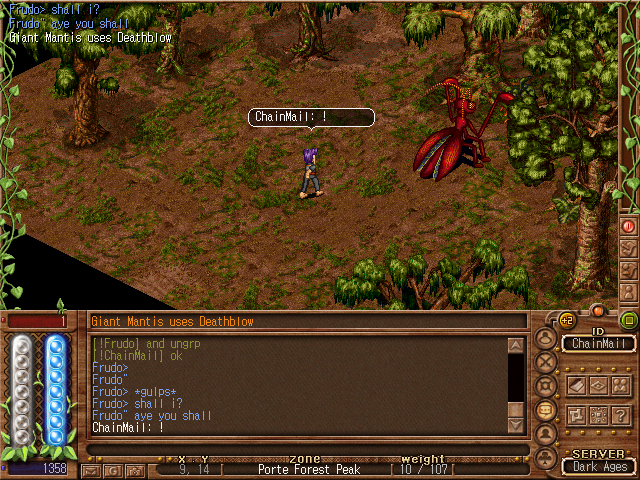 Frudo> shall i?
Frudo" aye you shall
Giant Mantis uses Deathblow
ChainMail: !
1
Giant Mantis uses Deathblow
[!Frudo] and ungrp
[!ChainMail] ok
Frudo>
Frudo"
Frudo> *gulps*
Frudo> shall i?
Frudo" aye you shall
ChainMail: !
+2
ID
ChainMail
?
SERVER
Dark Ages
x y zone weight
1358
9, 14 [ Porte Forest Peak [ 10 / 107[